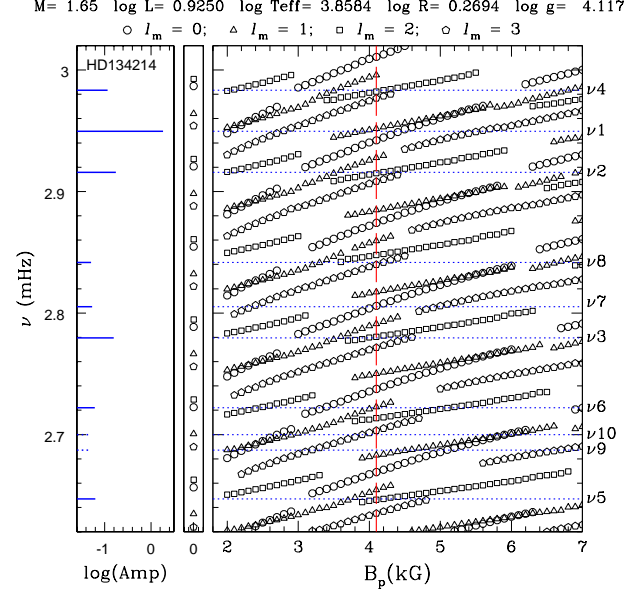 M= 1.65 log L= 0.9250 log Teff= 3.8584 log R= 0.2694 log g= 4.117
l_m = 0; l_m = 1; l_m = 2; l_m = 3
HD134214
3
2.9
2.8
2.7
ν (mHz)
ν4
ν1
ν2
ν8
ν7
ν3
ν6
ν10
ν9
ν5
-1 0 0 2 3 4 5 6 7
log(Amp) B_p(kG)